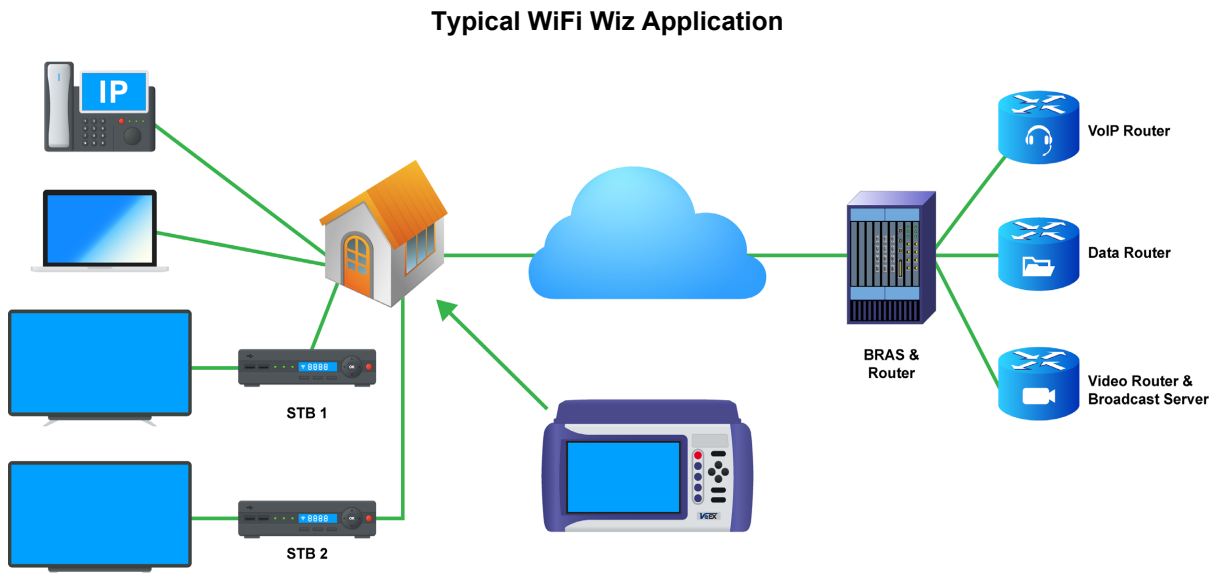 Typical WiFi Wiz Application
IP
VoIP Router
Data Router
BRAS &
Router
Video Router &
Broadcast Server
8888
OK
STB 1
VeEX
8888
OK
STB 2